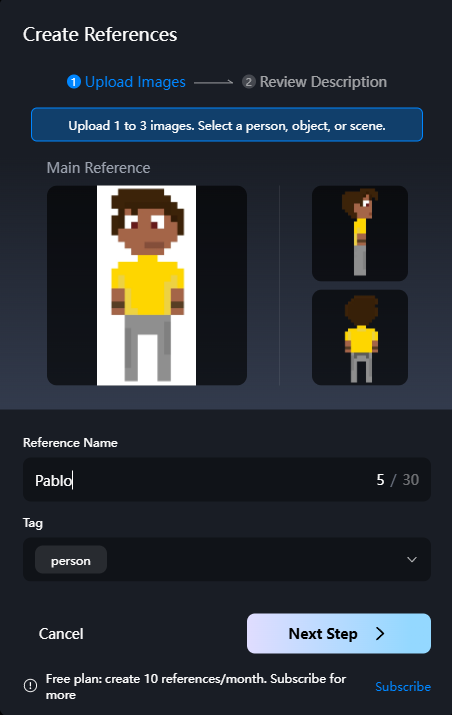 Create References
1 Upload Images 2 Review Description
Upload 1 to 3 images. Select a person, object, or scene.
Main Reference
Reference Name
Pablo 5 / 30
Tag
person
Cancel Next Step
Free plan: create 10 references/month. Subscribe for
more Subscribe